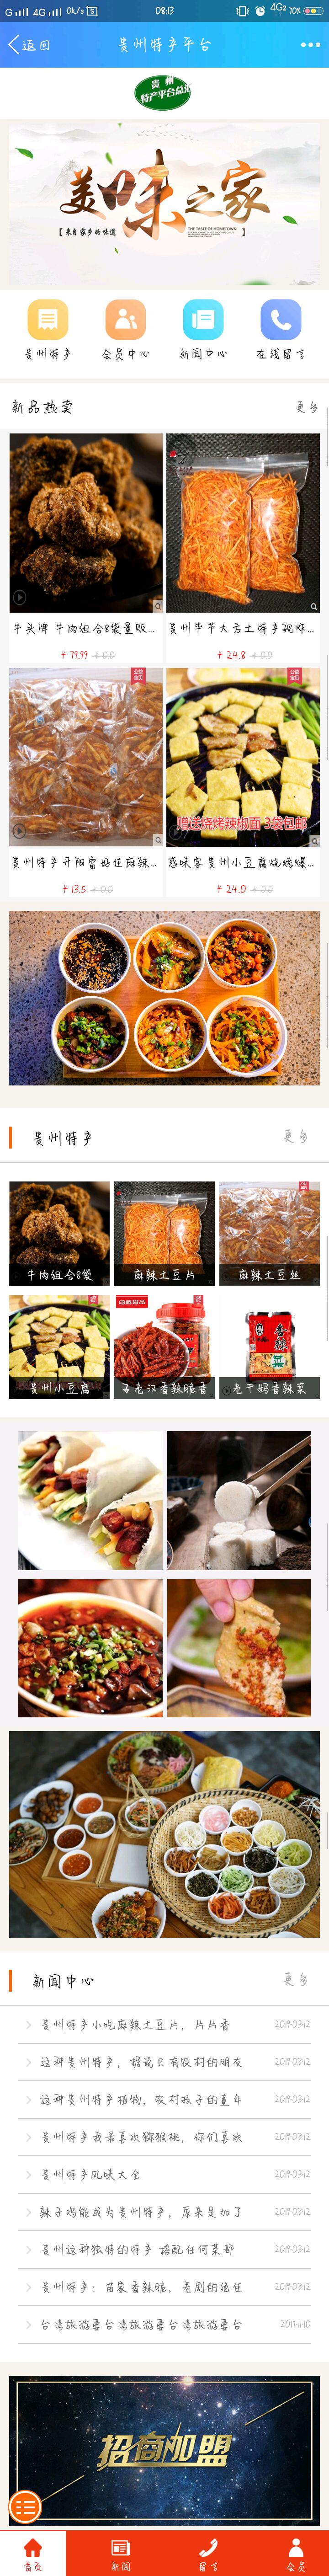 G 4G 0k/s 08:13 4G 70%
返回 贵州特产平台
贵 州
特产平台总汇
美味之家
【 来自家乡的味道 】
THE TASTE OF HOMETOWN
贵州特产 会员中心 新闻中心 在线留言
新品热卖 更多
牛头牌 牛肉组合8袋量贩...
¥ 79.99 ¥ 0.0
贵州毕节大方土特产现炸...
¥ 24.8 ¥ 0.0
赠送烧烤辣椒面 3袋包邮
贵州特产开阳富好佳麻辣...
¥ 13.5 ¥ 0.0
惑味家贵州小豆腐烧烤爆...
¥ 24.0 ¥ 0.0
贵州特产 更多
牛肉组合8袋 麻辣土豆片 麻辣土豆丝
贵州小豆腐 老汉香辣脆香 老干妈香辣菜
新闻中心 更多
贵州特产小吃麻辣土豆片，片片香 2019-03-12
这种贵州特产，据说只有农村的朋友 2019-03-12
这种贵州特产植物，农村孩子的童年 2019-03-12
贵州特产我最喜欢猕猴桃，你们喜欢 2019-03-12
贵州特产风味大全 2019-03-12
辣子鸡能成为贵州特产，原来是加了 2019-03-12
贵州这种独特的特产 搭配任何菜都 2019-03-12
贵州特产：苗家香辣脆，看剧的绝佳 2019-03-12
台湾旅游要台湾旅游要台湾旅游要台 2017-11-10
招商加盟
首页 新闻 留言 会员